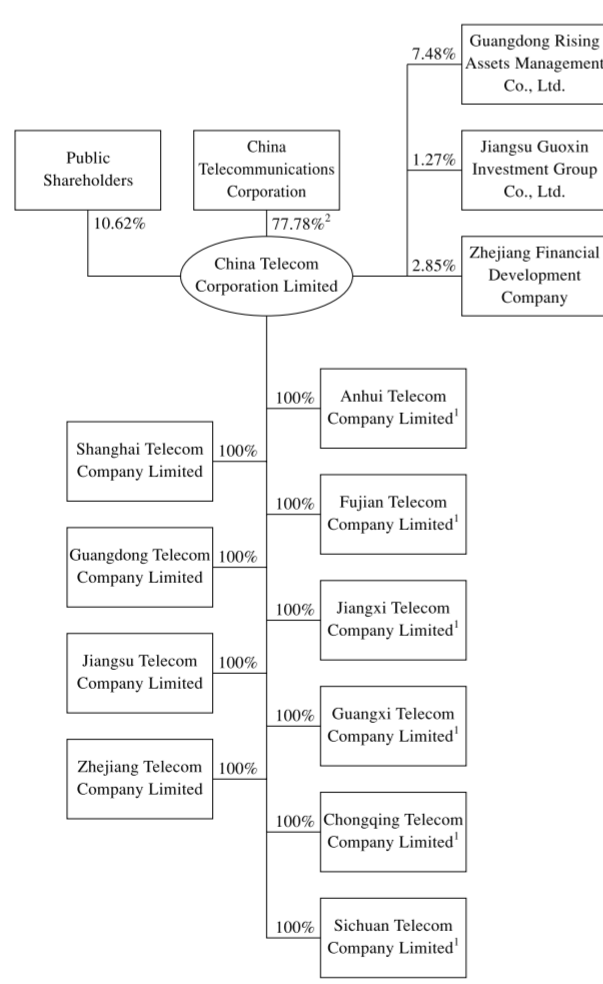 7.48%
Guangdong Rising
Assets Management
Co., Ltd.
Public
Shareholders
China
Telecommunications
Corporation
1.27%
Jiangsu Guoxin
Investment Group
Co., Ltd.
10.62%
77.78%²
China Telecom
Corporation Limited
2.85%
Zhejiang Financial
Development
Company
100%
Anhui Telecom
Company Limited¹
Shanghai Telecom
Company Limited
100%
100%
Fujian Telecom
Company Limited¹
Guangdong Telecom
Company Limited
100%
100%
Jiangxi Telecom
Company Limited¹
Jiangsu Telecom
Company Limited
100%
100%
Guangxi Telecom
Company Limited¹
Zhejiang Telecom
Company Limited
100%
100%
Chongqing Telecom
Company Limited¹
100%
Sichuan Telecom
Company Limited¹